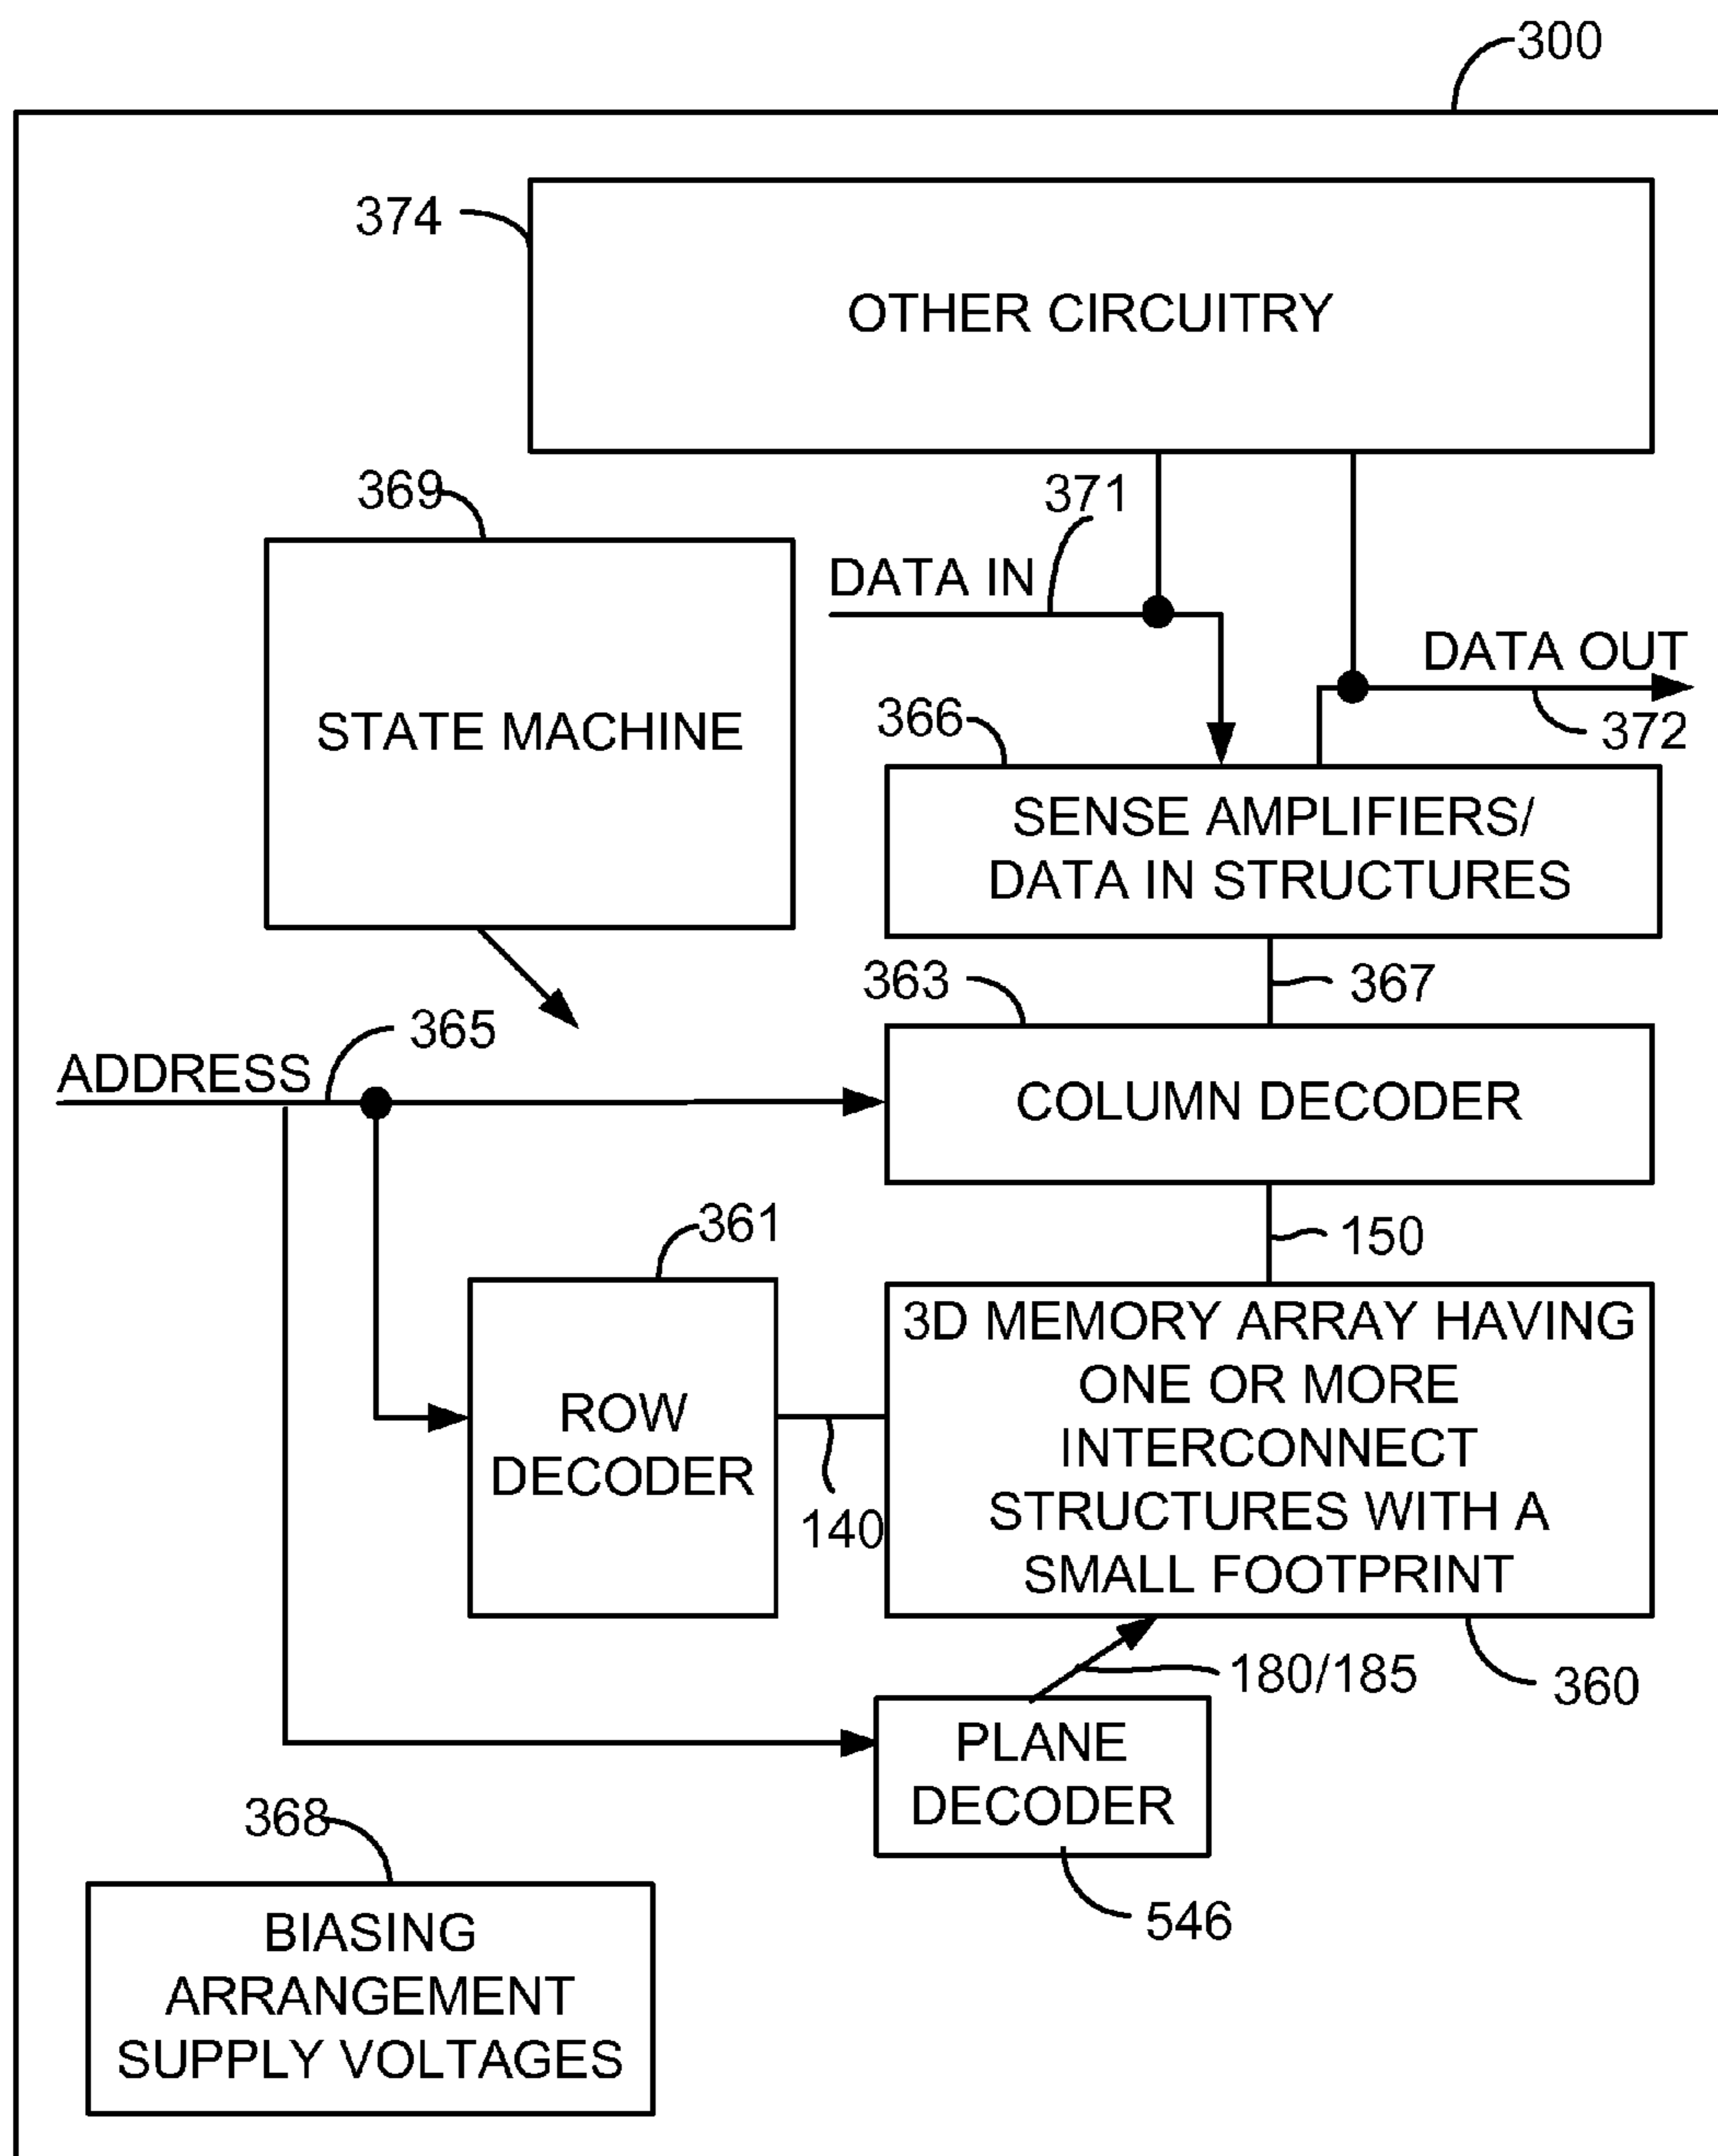 300
374
OTHER CIRCUITRY
369
371
DATA IN
STATE MACHINE
DATA OUT
366
372
SENSE AMPLIFIERS/
DATA IN STRUCTURES
363
367
365
ADDRESS
COLUMN DECODER
361
150
ROW
DECODER
3D MEMORY ARRAY HAVING
ONE OR MORE
INTERCONNECT
STRUCTURES WITH A
SMALL FOOTPRINT
140
180/185
360
PLANE
DECODER
368
546
BIASING
ARRANGEMENT
SUPPLY VOLTAGES